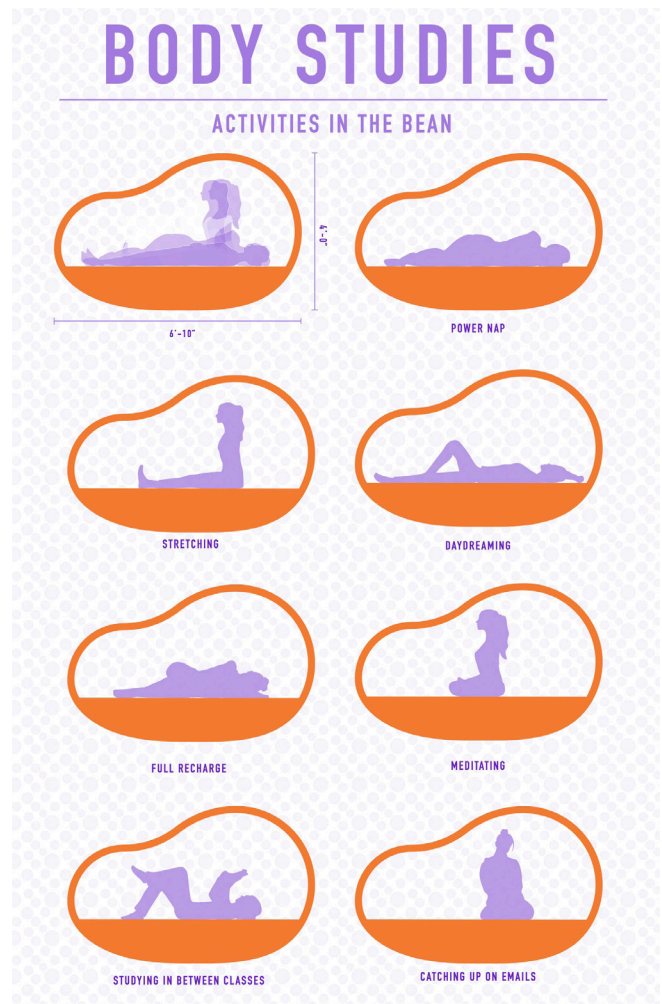 BODY STUDIES
ACTIVITIES IN THE BEAN
4'-0"
6'-10"
POWER NAP
STRETCHING
DAYDREAMING
FULL RECHARGE
MEDITATING
STUDYING IN BETWEEN CLASSES
CATCHING UP ON EMAILS